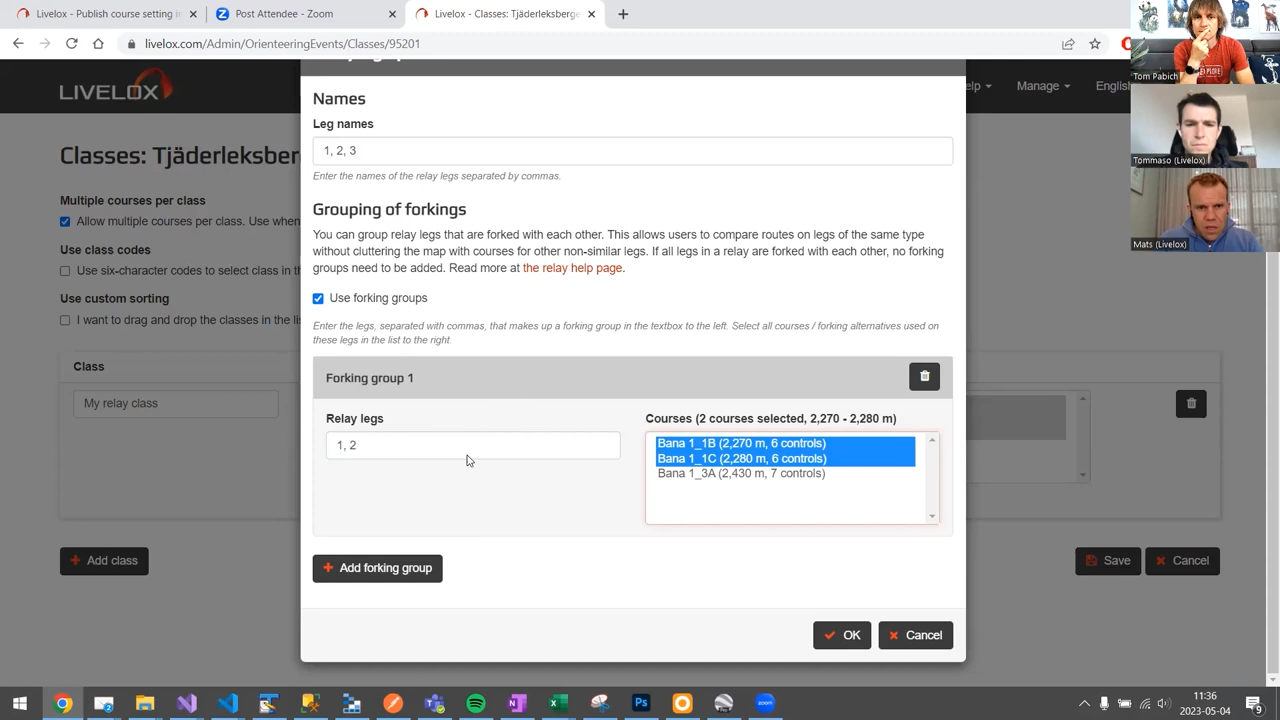 Livelox - Publish course setting in
Post Attendee - Zoom
Livelox - Classes: Tjäderleksberge
livelox.com/Admin/OrienteeringEvents/Classes/95201
Tom Pabich
LIVELOX
elp
Manage
English
Names
Classes: Tjäderleksber
Leg names
1, 2, 3
Enter the names of the relay legs separated by commas.
Tommaso (Livelox)
Multiple courses per class
Allow multiple courses per class. Use when
Grouping of forkings
You can group relay legs that are forked with each other. This allows users to compare routes on legs of the same type
without cluttering the map with courses for other non-similar legs. If all legs in a relay are forked with each other, no forking
groups need to be added. Read more at the relay help page.
Mats (Livelox)
Use class codes
Use six-character codes to select class in th
Use custom sorting
I want to drag and drop the classes in the lis
Use forking groups
Enter the legs, separated with commas, that makes up a forking group in the textbox to the left. Select all courses / forking alternatives used on
these legs in the list to the right.
Class
My relay class
Forking group 1
Relay legs
1, 2
Courses (2 courses selected, 2,270 - 2,280 m)
Bana 1_1B (2,270 m, 6 controls)
Bana 1_1C (2,280 m, 6 controls)
Bana 1_3A (2,430 m, 7 controls)
Add class
Add forking group
Save
Cancel
OK
Cancel
11:36
2023-05-04
9